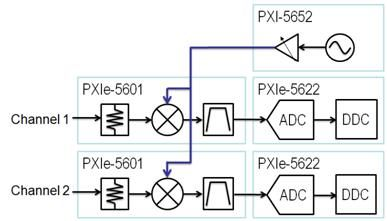 PXI-5652
PXIe-5601
PXIe-5622
Channel 1
ADC
DDC
PXIe-5601
PXIe-5622
Channel 2
ADC
DDC